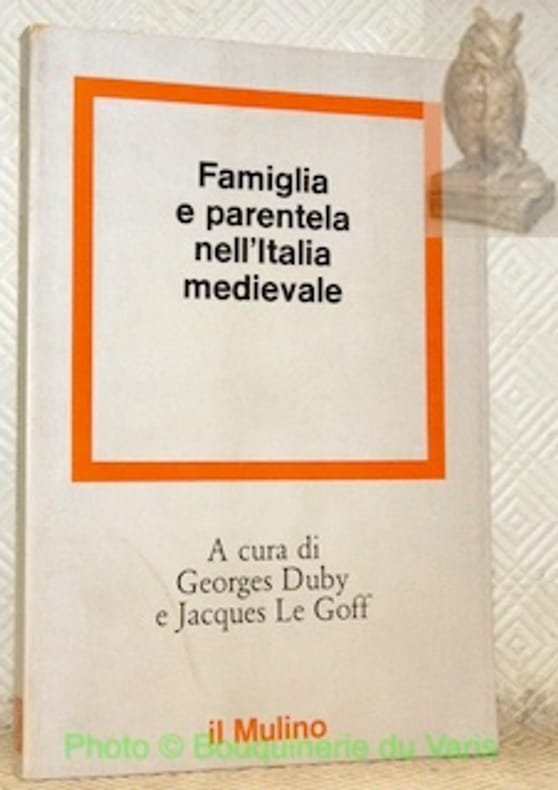 Famiglia
e parentela
nell'Italia
medievale
A cura di
Georges Duby
e Jacques Le Goff
il Mulino
Photo © Bouquinerie du Varis